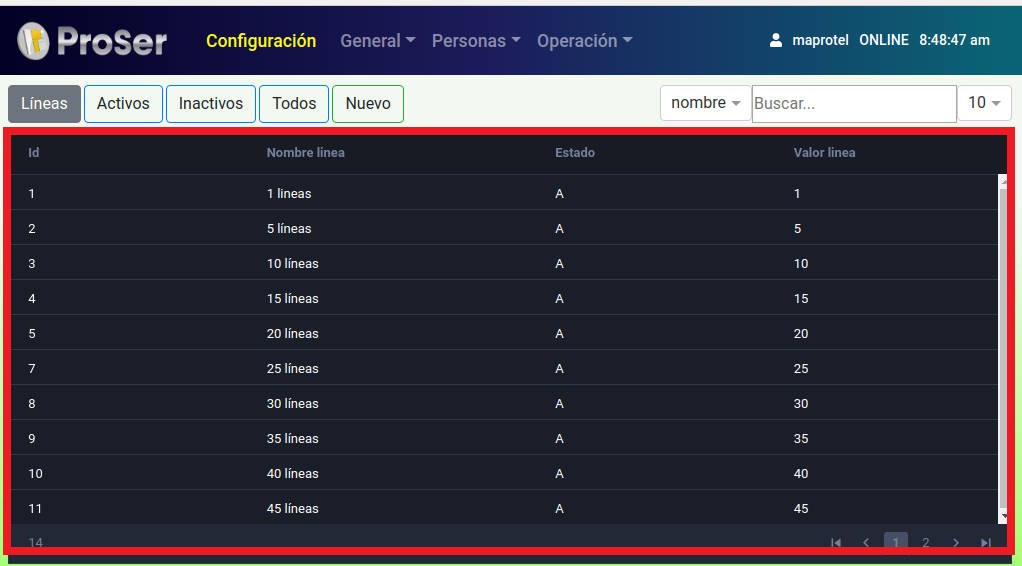 ProSer Configuración General Personas Operación maprotel ONLINE 8:48:47 am
Líneas Activos Inactivos Todos Nuevo nombre Buscar... 10
Id Nombre linea Estado Valor linea
1 1 lineas A 1
2 5 líneas A 5
3 10 líneas A 10
4 15 líneas A 15
5 20 líneas A 20
7 25 líneas A 25
8 30 líneas A 30
9 35 líneas A 35
10 40 líneas A 40
11 45 líneas A 45
14 1 2